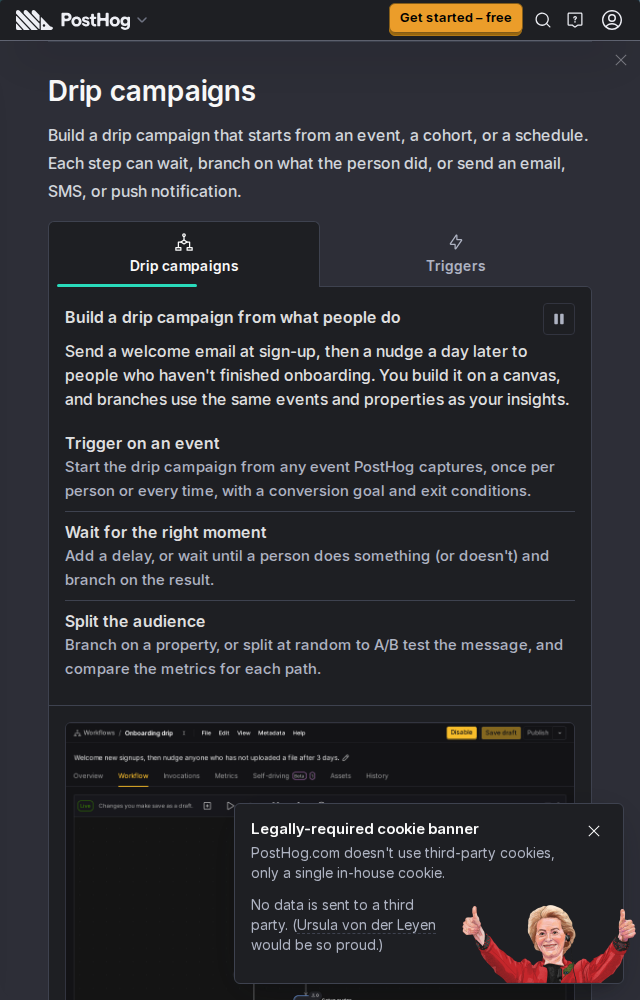 PostHog
Get started – free
Drip campaigns
Build a drip campaign that starts from an event, a cohort, or a schedule.
Each step can wait, branch on what the person did, or send an email,
SMS, or push notification.
Drip campaigns
Triggers
Build a drip campaign from what people do
Send a welcome email at sign-up, then a nudge a day later to
people who haven't finished onboarding. You build it on a canvas,
and branches use the same events and properties as your insights.
Trigger on an event
Start the drip campaign from any event PostHog captures, once per
person or every time, with a conversion goal and exit conditions.
Wait for the right moment
Add a delay, or wait until a person does something (or doesn't) and
branch on the result.
Split the audience
Branch on a property, or split at random to A/B test the message, and
compare the metrics for each path.
Workflows / Onboarding drip File Edit View Metadata Help Disable Save draft Publish
Welcome new signups, then nudge anyone who has not uploaded a file after 3 days.
Overview Workflow Invocations Metrics Self-driving Beta Assets History
Live Changes you make save as a draft.
Legally-required cookie banner
PostHog.com doesn't use third-party cookies,
only a single in-house cookie.
No data is sent to a third
party. (Ursula von der Leyen
would be so proud.)